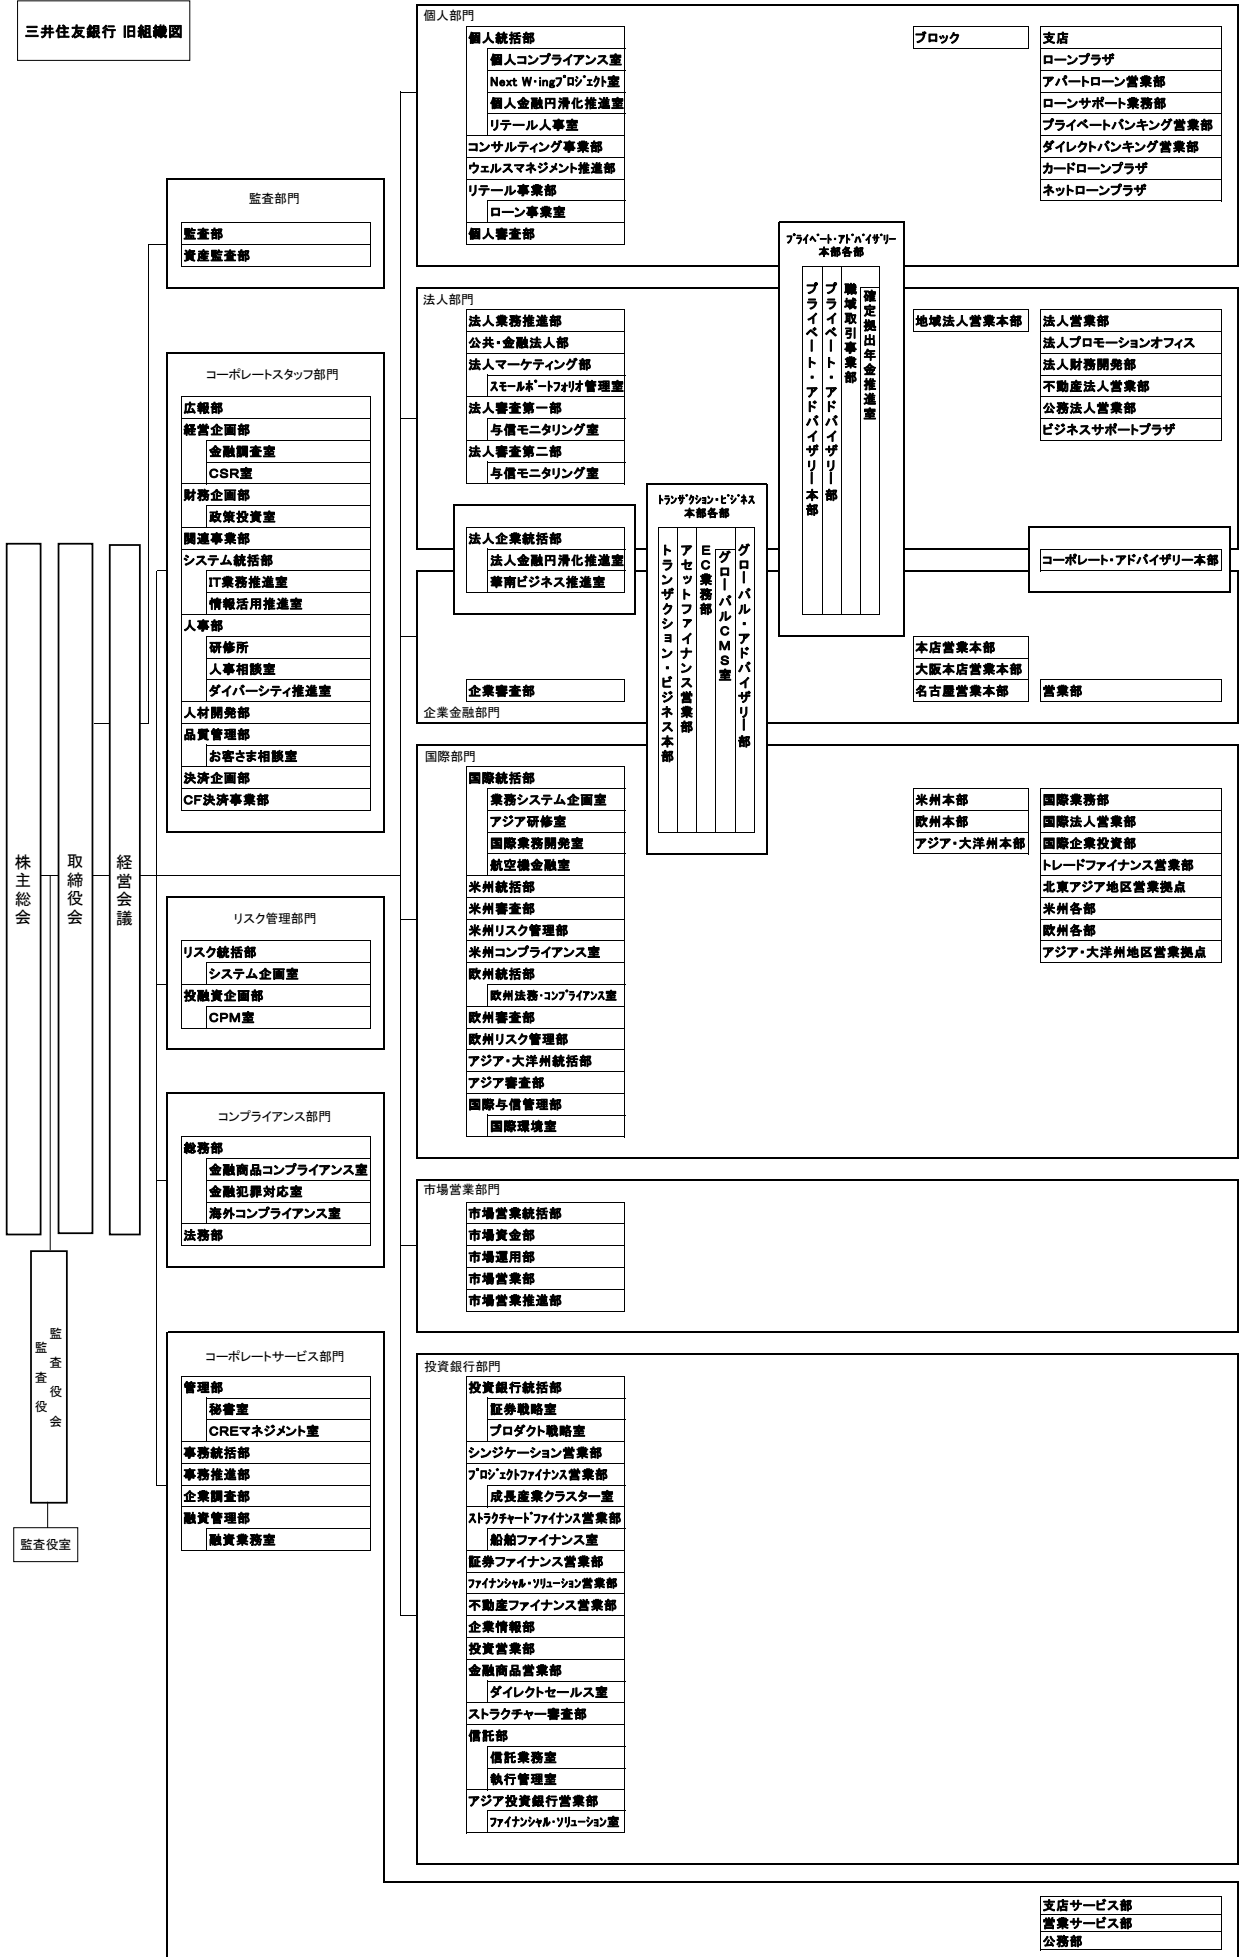 三井住友銀行 旧組織図
株主総会
取締役会
経営会議
監査役会
監査役
監査役室
監査部門
監査部
資産監査部
コーポレートスタッフ部門
広報部
経営企画部
金融調査室
CSR室
財務企画部
政策投資室
関連事業部
システム統括部
IT業務推進室
情報活用推進室
人事部
研修所
人事相談室
ダイバーシティ推進室
人材開発部
品質管理部
お客さま相談室
決済企画部
CF決済事業部
リスク管理部門
リスク統括部
システム企画室
投融資企画部
CPM室
コンプライアンス部門
総務部
金融商品コンプライアンス室
金融犯罪対応室
海外コンプライアンス室
法務部
コーポレートサービス部門
管理部
秘書室
CREマネジメント室
事務統括部
事務推進部
企業調査部
融資管理部
融資業務室
個人部門
個人統括部
個人コンプライアンス室
Next W・ingプロジェクト室
個人金融円滑化推進室
リテール人事室
コンサルティング事業部
ウェルスマネジメント推進部
リテール事業部
ローン事業室
個人審査部
ブロック
支店
ローンプラザ
アパートローン営業部
ローンサポート業務部
プライベートバンキング営業部
ダイレクトバンキング営業部
カードローンプラザ
ネットローンプラザ
プライベート・アドバイザリー
本部各部
プライベート・アドバイザリー本部
プライベート・アドバイザリー部
職域取引事業部
確定拠出年金推進室
法人部門
法人業務推進部
公共・金融法人部
法人マーケティング部
スモールポートフォリオ管理室
法人審査第一部
与信モニタリング室
法人審査第二部
与信モニタリング室
地域法人営業本部
法人営業部
法人プロモーションオフィス
法人財務開発部
不動産法人営業部
公務法人営業部
ビジネスサポートプラザ
法人企業統括部
法人金融円滑化推進室
華南ビジネス推進室
コーポレート・アドバイザリー本部
トランザクション・ビジネス
本部各部
トランザクション・ビジネス本部
アセットファイナンス営業部
EC業務部
グローバルCMS室
グローバル・アドバイザリー部
企業審査部
企業金融部門
本店営業本部
大阪本店営業本部
名古屋営業本部
営業部
国際部門
国際統括部
業務システム企画室
アジア研修室
国際業務開発室
航空機金融室
米州統括部
米州審査部
米州リスク管理部
米州コンプライアンス室
欧州統括部
欧州法務・コンプライアンス室
欧州審査部
欧州リスク管理部
アジア・大洋州統括部
アジア審査部
国際与信管理部
国際環境室
米州本部
欧州本部
アジア・大洋州本部
国際業務部
国際法人営業部
国際企業投資部
トレードファイナンス営業部
北東アジア地区営業拠点
米州各部
欧州各部
アジア・大洋州地区営業拠点
市場営業部門
市場営業統括部
市場資金部
市場運用部
市場営業部
市場営業推進部
投資銀行部門
投資銀行統括部
証券戦略室
プロダクト戦略室
シンジケーション営業部
プロジェクトファイナンス営業部
成長産業クラスター室
ストラクチャードファイナンス営業部
船舶ファイナンス室
証券ファイナンス営業部
ファイナンシャル・ソリューション営業部
不動産ファイナンス営業部
企業情報部
投資営業部
金融商品営業部
ダイレクトセールス室
ストラクチャー審査部
信託部
信託業務室
執行管理室
アジア投資銀行営業部
ファイナンシャル・ソリューション室
支店サービス部
営業サービス部
公務部